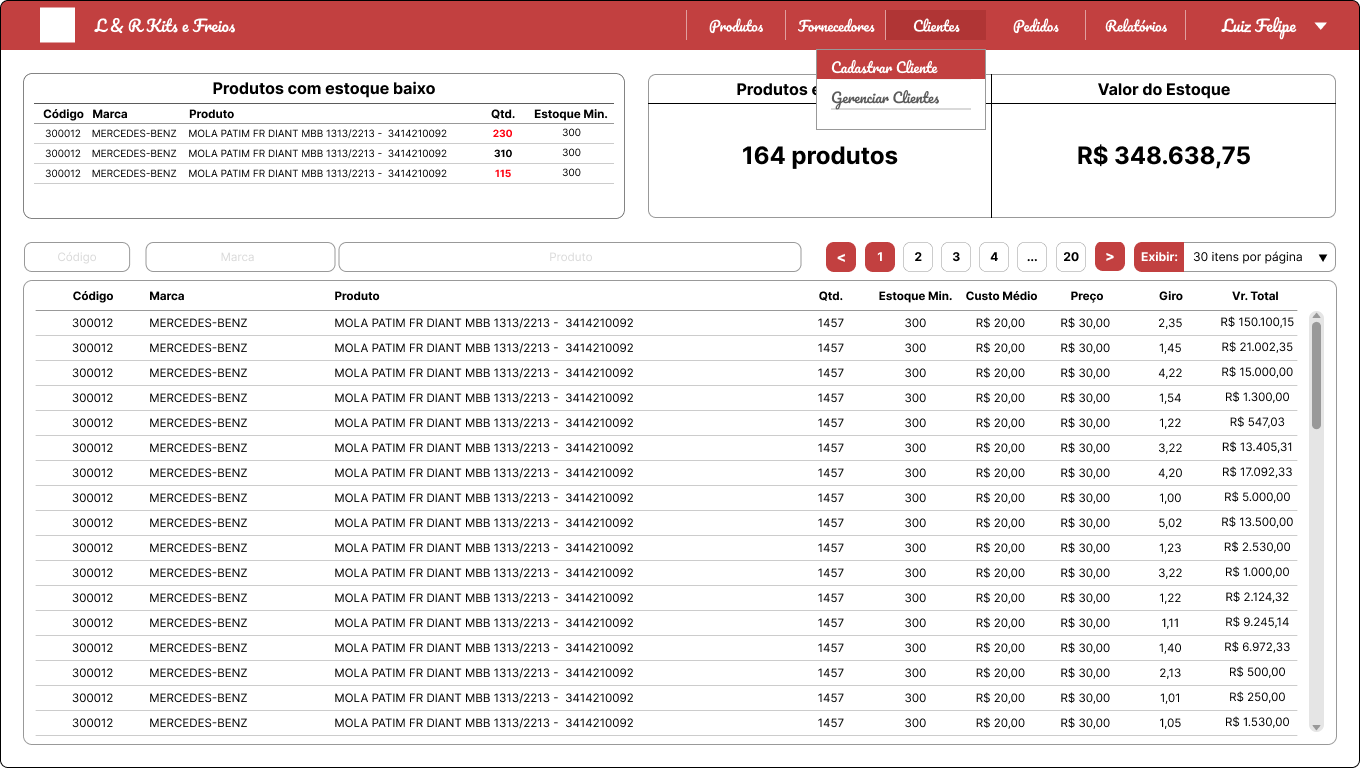 L & R Kits e Freios Produtos Fornecedores Clientes Pedidos Relatórios Luiz Felipe
Cadastrar Cliente
Gerenciar Clientes
Produtos com estoque baixo
Código Marca Produto Qtd. Estoque Min.
300012 MERCEDES-BENZ MOLA PATIM FR DIANT MBB 1313/2213 - 3414210092 230 300
300012 MERCEDES-BENZ MOLA PATIM FR DIANT MBB 1313/2213 - 3414210092 310 300
300012 MERCEDES-BENZ MOLA PATIM FR DIANT MBB 1313/2213 - 3414210092 115 300
Produtos
164 produtos
Valor do Estoque
R$ 348.638,75
Código Marca Produto < 1 2 3 4 ... 20 > Exibir: 30 itens por página
Código Marca Produto Qtd. Estoque Min. Custo Médio Preço Giro Vr. Total
300012 MERCEDES-BENZ MOLA PATIM FR DIANT MBB 1313/2213 - 3414210092 1457 300 R$ 20,00 R$ 30,00 2,35 R$ 150.100,15
300012 MERCEDES-BENZ MOLA PATIM FR DIANT MBB 1313/2213 - 3414210092 1457 300 R$ 20,00 R$ 30,00 1,45 R$ 21.002,35
300012 MERCEDES-BENZ MOLA PATIM FR DIANT MBB 1313/2213 - 3414210092 1457 300 R$ 20,00 R$ 30,00 4,22 R$ 15.000,00
300012 MERCEDES-BENZ MOLA PATIM FR DIANT MBB 1313/2213 - 3414210092 1457 300 R$ 20,00 R$ 30,00 1,54 R$ 1.300,00
300012 MERCEDES-BENZ MOLA PATIM FR DIANT MBB 1313/2213 - 3414210092 1457 300 R$ 20,00 R$ 30,00 1,22 R$ 547,03
300012 MERCEDES-BENZ MOLA PATIM FR DIANT MBB 1313/2213 - 3414210092 1457 300 R$ 20,00 R$ 30,00 3,22 R$ 13.405,31
300012 MERCEDES-BENZ MOLA PATIM FR DIANT MBB 1313/2213 - 3414210092 1457 300 R$ 20,00 R$ 30,00 4,20 R$ 17.092,33
300012 MERCEDES-BENZ MOLA PATIM FR DIANT MBB 1313/2213 - 3414210092 1457 300 R$ 20,00 R$ 30,00 1,00 R$ 5.000,00
300012 MERCEDES-BENZ MOLA PATIM FR DIANT MBB 1313/2213 - 3414210092 1457 300 R$ 20,00 R$ 30,00 5,02 R$ 13.500,00
300012 MERCEDES-BENZ MOLA PATIM FR DIANT MBB 1313/2213 - 3414210092 1457 300 R$ 20,00 R$ 30,00 1,23 R$ 2.530,00
300012 MERCEDES-BENZ MOLA PATIM FR DIANT MBB 1313/2213 - 3414210092 1457 300 R$ 20,00 R$ 30,00 3,22 R$ 1.000,00
300012 MERCEDES-BENZ MOLA PATIM FR DIANT MBB 1313/2213 - 3414210092 1457 300 R$ 20,00 R$ 30,00 1,22 R$ 2.124,32
300012 MERCEDES-BENZ MOLA PATIM FR DIANT MBB 1313/2213 - 3414210092 1457 300 R$ 20,00 R$ 30,00 1,11 R$ 9.245,14
300012 MERCEDES-BENZ MOLA PATIM FR DIANT MBB 1313/2213 - 3414210092 1457 300 R$ 20,00 R$ 30,00 1,40 R$ 6.972,33
300012 MERCEDES-BENZ MOLA PATIM FR DIANT MBB 1313/2213 - 3414210092 1457 300 R$ 20,00 R$ 30,00 2,13 R$ 500,00
300012 MERCEDES-BENZ MOLA PATIM FR DIANT MBB 1313/2213 - 3414210092 1457 300 R$ 20,00 R$ 30,00 1,01 R$ 250,00
300012 MERCEDES-BENZ MOLA PATIM FR DIANT MBB 1313/2213 - 3414210092 1457 300 R$ 20,00 R$ 30,00 1,05 R$ 1.530,00